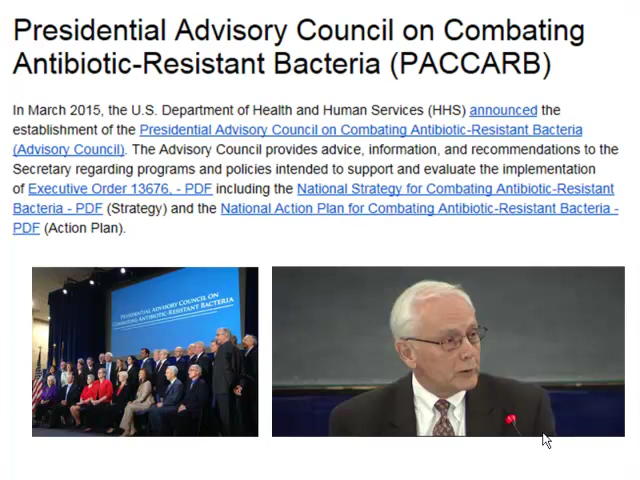 Presidential Advisory Council on Combating
Antibiotic-Resistant Bacteria (PACCARB)
In March 2015, the U.S. Department of Health and Human Services (HHS) announced the
establishment of the Presidential Advisory Council on Combating Antibiotic-Resistant Bacteria
(Advisory Council). The Advisory Council provides advice, information, and recommendations to the
Secretary regarding programs and policies intended to support and evaluate the implementation
of Executive Order 13676, - PDF including the National Strategy for Combating Antibiotic-Resistant
Bacteria - PDF (Strategy) and the National Action Plan for Combating Antibiotic-Resistant Bacteria -
PDF (Action Plan).
PRESIDENTIAL ADVISORY COUNCIL ON
COMBATING ANTIBIOTIC-RESISTANT BACTERIA